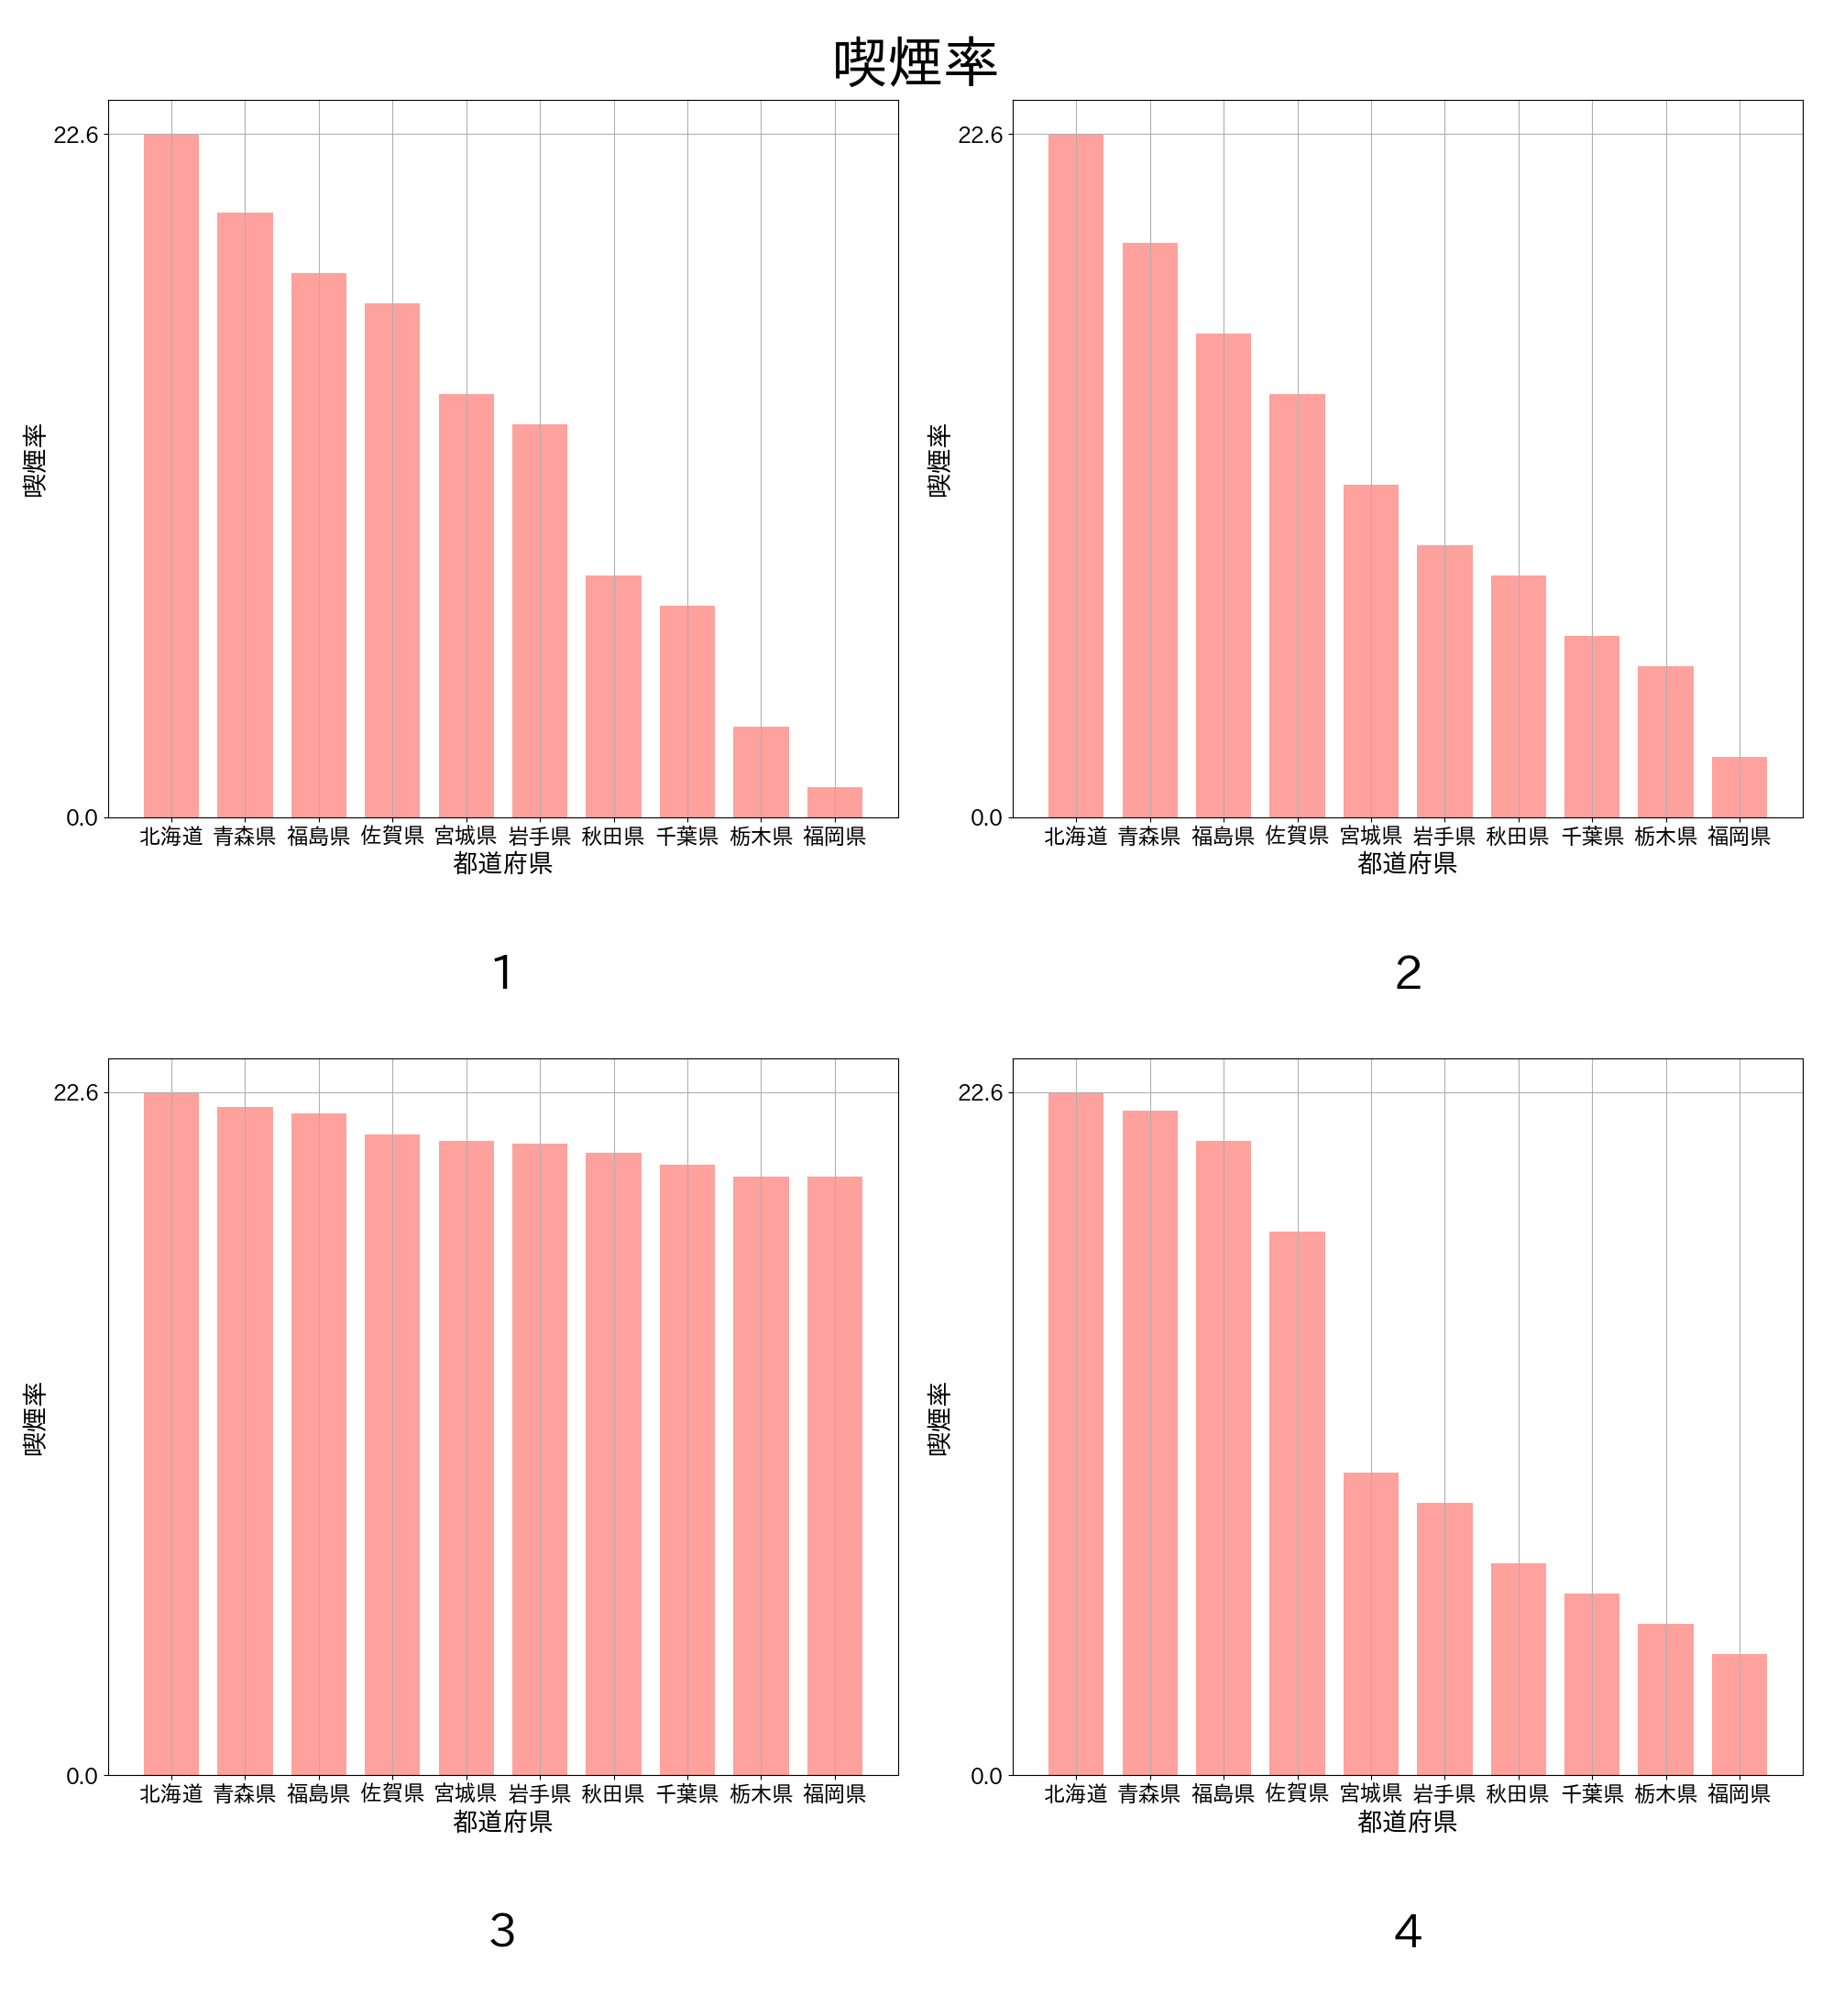 喫煙率
22.6
喫煙率
0.0
北海道 青森県 福島県 佐賀県 宮城県 岩手県 秋田県 千葉県 栃木県 福岡県
都道府県
1
22.6
喫煙率
0.0
北海道 青森県 福島県 佐賀県 宮城県 岩手県 秋田県 千葉県 栃木県 福岡県
都道府県
2
22.6
喫煙率
0.0
北海道 青森県 福島県 佐賀県 宮城県 岩手県 秋田県 千葉県 栃木県 福岡県
都道府県
3
22.6
喫煙率
0.0
北海道 青森県 福島県 佐賀県 宮城県 岩手県 秋田県 千葉県 栃木県 福岡県
都道府県
4